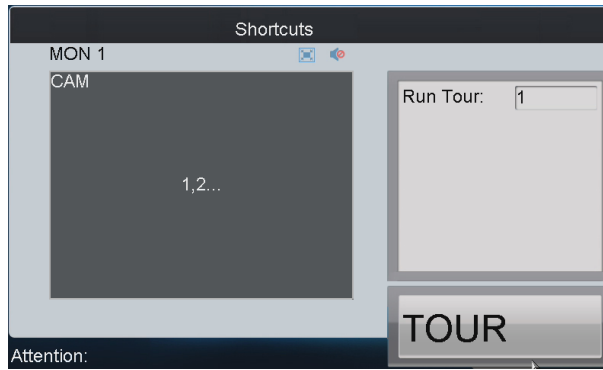 Shortcuts
MON 1
CAM
1,2...
Run Tour: 1
TOUR
Attention: